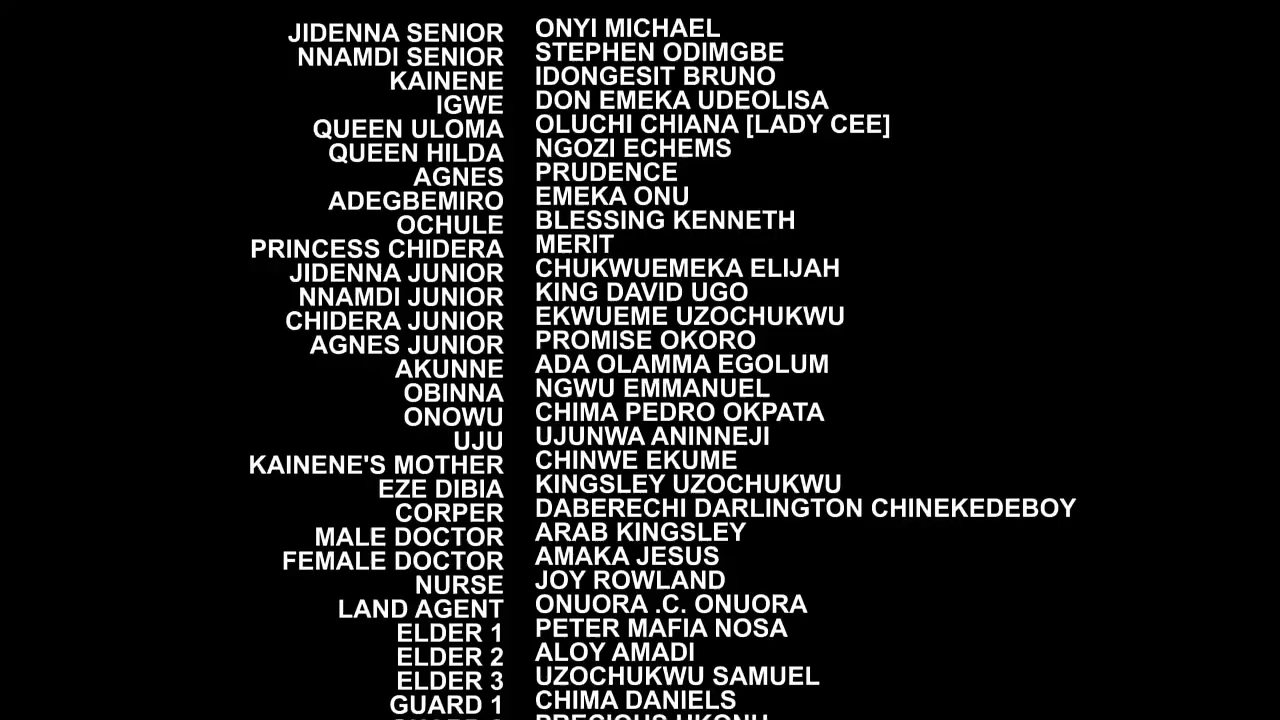 JIDENNA SENIOR ONYI MICHAEL
NNAMDI SENIOR STEPHEN ODIMGBE
KAINENE IDONGESIT BRUNO
IGWE DON EMEKA UDEOLISA
QUEEN ULOMA OLUCHI CHIANA [LADY CEE]
QUEEN HILDA NGOZI ECHEMS
AGNES PRUDENCE
ADEGBEMIRO EMEKA ONU
OCHULE BLESSING KENNETH
PRINCESS CHIDERA MERIT
JIDENNA JUNIOR CHUKWUEMEKA ELIJAH
NNAMDI JUNIOR KING DAVID UGO
CHIDERA JUNIOR EKWUEME UZOCHUKWU
AGNES JUNIOR PROMISE OKORO
AKUNNE ADA OLAMMA EGOLUM
OBINNA NGWU EMMANUEL
ONOWU CHIMA PEDRO OKPATA
UJU UJUNWA ANINNEJI
KAINENE'S MOTHER CHINWE EKUME
EZE DIBIA KINGSLEY UZOCHUKWU
CORPER DABERECHI DARLINGTON CHINEKEDEBOY
MALE DOCTOR ARAB KINGSLEY
FEMALE DOCTOR AMAKA JESUS
NURSE JOY ROWLAND
LAND AGENT ONUORA .C. ONUORA
ELDER 1 PETER MAFIA NOSA
ELDER 2 ALOY AMADI
ELDER 3 UZOCHUKWU SAMUEL
GUARD 1 CHIMA DANIELS
PRECIOUS